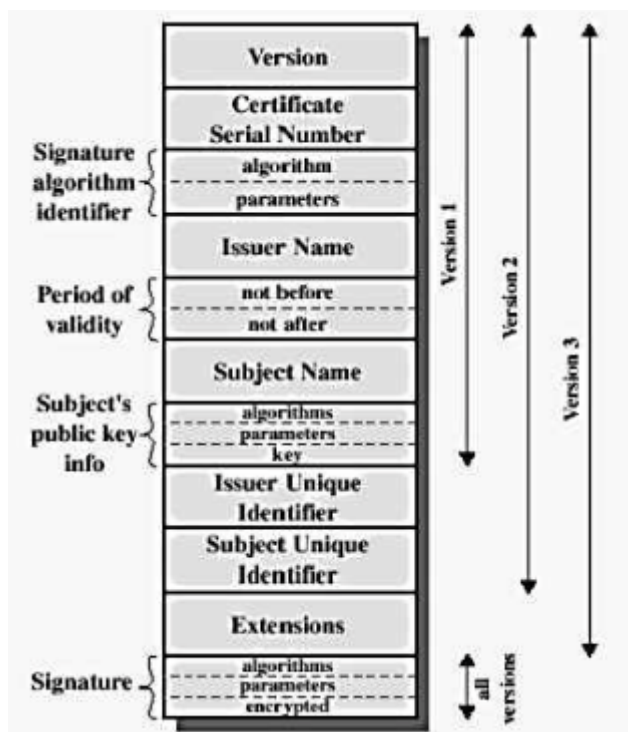 Version
Certificate
Serial Number
Signature
algorithm
identifier
algorithm
parameters
Issuer Name
Period of
validity
not before
not after
Subject Name
Subject's
public key
info
algorithms
parameters
key
Issuer Unique
Identifier
Subject Unique
Identifier
Extensions
Signature
algorithms
parameters
encrypted
Version 1
Version 2
Version 3
all
versions